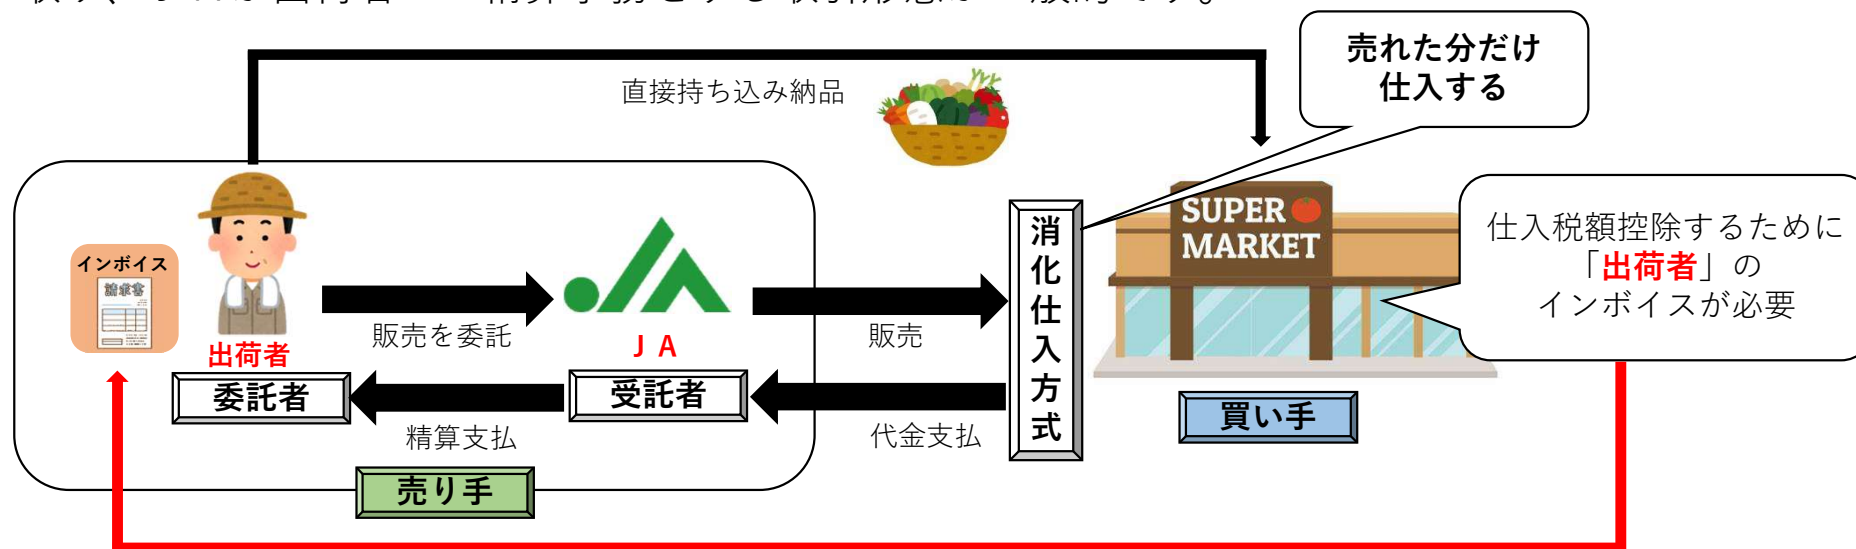 直接持ち込み納品
売れた分だけ
仕入する
インボイス
請求書
出荷者
委託者
販売を委託
精算支払
JA
受託者
販売
代金支払
売り手
消化仕入方式
SUPER
MARKET
買い手
仕入税額控除するために
「出荷者」の
インボイスが必要